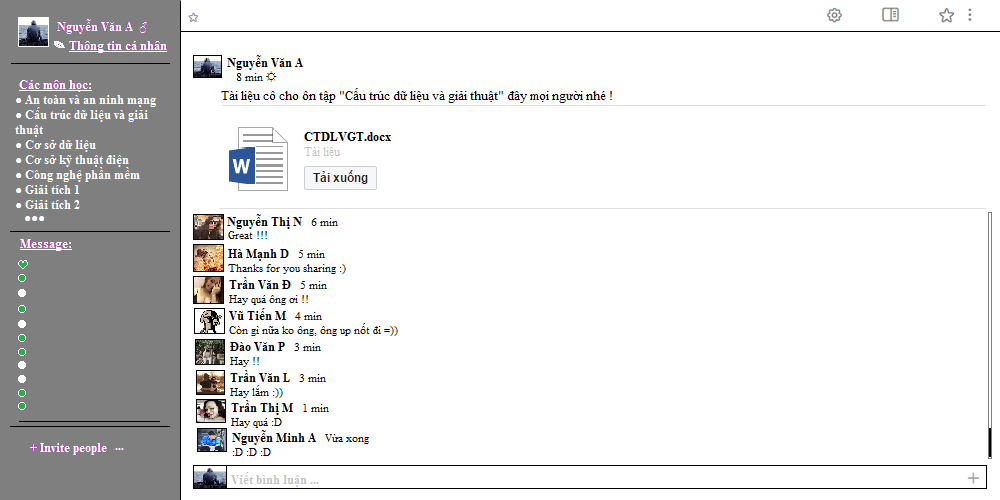 Nguyễn Văn A ♂
✎ Thông tin cá nhân
Các môn học:
● An toàn và an ninh mạng
● Cấu trúc dữ liệu và giải
thuật
● Cơ sở dữ liệu
● Cơ sở kỹ thuật điện
● Công nghệ phần mềm
● Giải tích 1
● Giải tích 2
●●●
Message:
+ Invite people ...
Nguyễn Văn A
8 min
Tài liệu cô cho ôn tập "Cấu trúc dữ liệu và giải thuật" đây mọi người nhé !
W
CTDLVGT.docx
Tài liệu
Tải xuống
Nguyễn Thị N 6 min
Great !!!
Hà Mạnh D 5 min
Thanks for you sharing :)
Trần Văn Đ 5 min
Hay quá ông ơi !!
Vũ Tiến M 4 min
Còn gì nữa ko ông, ông up nốt đi =))
Đào Văn P 3 min
Hay !!
Trần Văn L 3 min
Hay lắm :))
Trần Thị M 1 min
Hay quá :D
Nguyễn Minh A Vừa xong
:D :D :D
Viết bình luận ... +